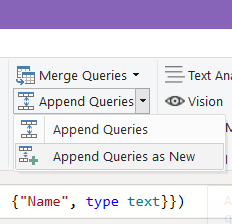 Merge Queries
Text Ana
Append Queries
Vision
Append Queries
Append Queries as New
{"Name", type text}})